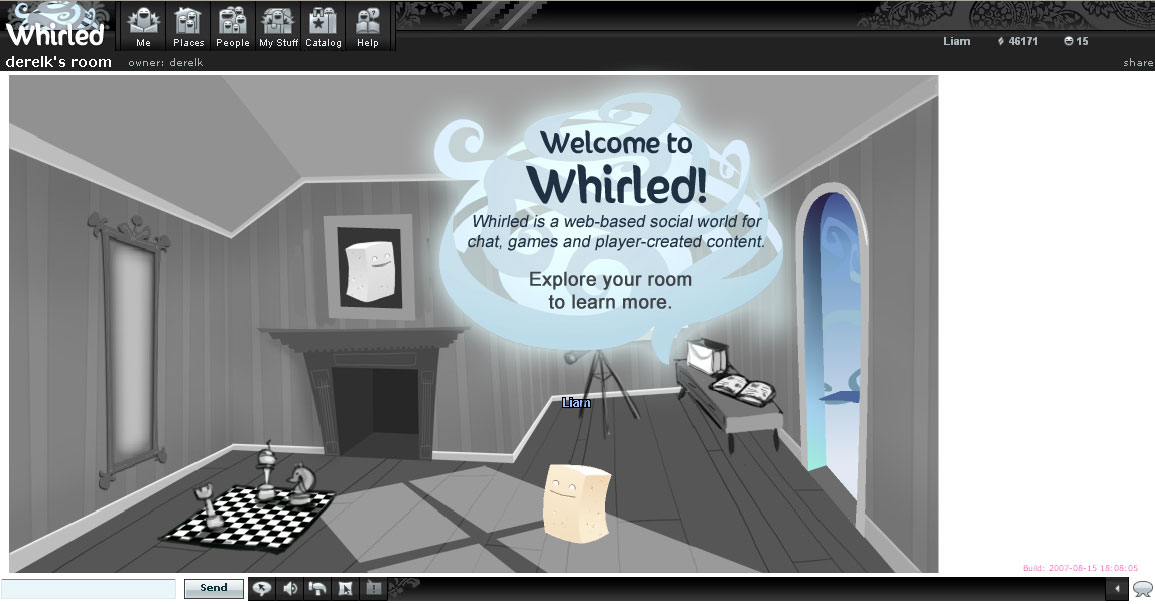 Whirled
Me Places People My Stuff Catalog Help
Liam 46171 15
derelk's room owner: derelk
share
Welcome to
Whirled!
Whirled is a web-based social world for
chat, games and player-created content.
Explore your room
to learn more.
Liam
Build: 2007-08-15 18:08:05
Send